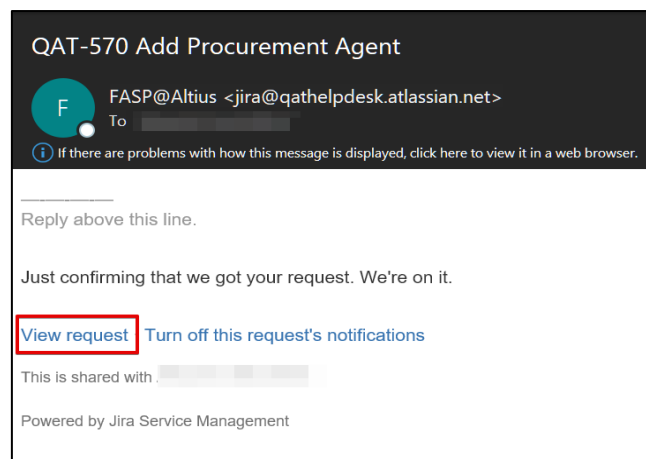 QAT-570 Add Procurement Agent
F
FASP@Altius <jira@qathelpdesk.atlassian.net>
To
i If there are problems with how this message is displayed, click here to view it in a web browser.
—-—-—-—
Reply above this line.
Just confirming that we got your request. We're on it.
View request Turn off this request's notifications
This is shared with
Powered by Jira Service Management